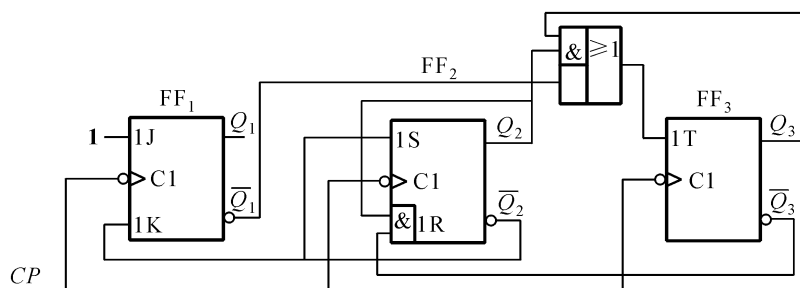 & ≥1
FF₂
FF₁
FF₃
1 1J Q₁
1S Q₂
1T Q₃
C1
C1
C1
Q̅₁
Q̅₂
Q̅₃
1K
& 1R
CP